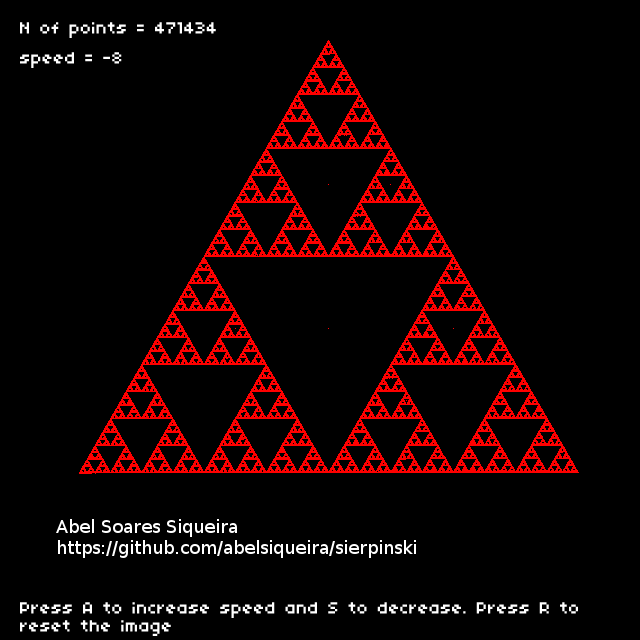 N of points = 471434
speed = -8
Abel Soares Siqueira
https://github.com/abelsiqueira/sierpinski
Press A to increase speed and S to decrease. Press R to
reset the image